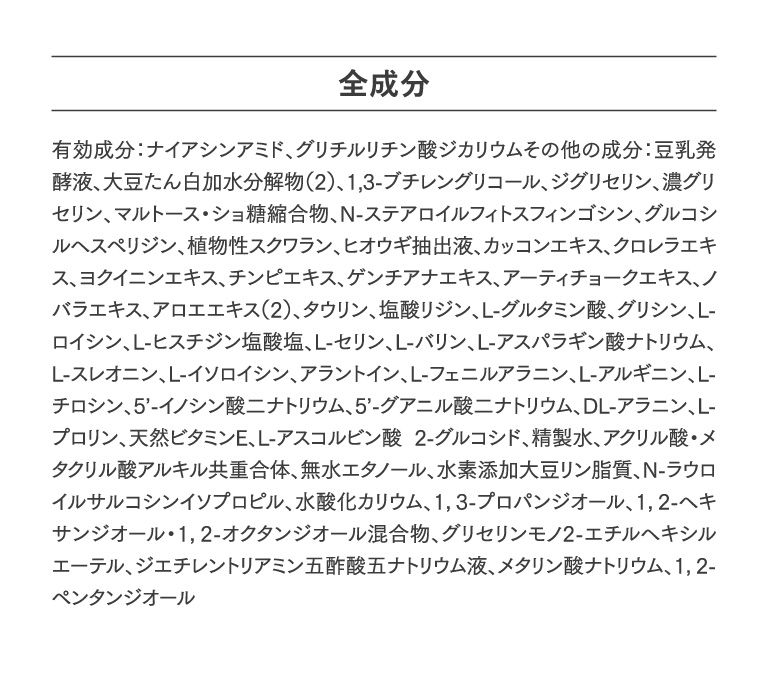 全成分
有効成分：ナイアシンアミド、グリチルリチン酸ジカリウムその他の成分：豆乳発
酵液、大豆たん白加水分解物（2）、1,3-ブチレングリコール、ジグリセリン、濃グリ
セリン、マルトース・ショ糖縮合物、N-ステアロイルフィトスフィンゴシン、グルコシ
ルヘスペリジン、植物性スクワラン、ヒオウギ抽出液、カッコンエキス、クロレラエキ
ス、ヨクイニンエキス、チンピエキス、ゲンチアナエキス、アーティチョークエキス、ノ
バラエキス、アロエエキス（2）、タウリン、塩酸リジン、L-グルタミン酸、グリシン、L-
ロイシン、L-ヒスチジン塩酸塩、L-セリン、L-バリン、L-アスパラギン酸ナトリウム、
L-スレオニン、L-イソロイシン、アラントイン、L-フェニルアラニン、L-アルギニン、L-
チロシン、5’-イノシン酸二ナトリウム、5’-グアニル酸二ナトリウム、DL-アラニン、L-
プロリン、天然ビタミンE、L-アスコルビン酸 2-グルコシド、精製水、アクリル酸・メ
タクリル酸アルキル共重合体、無水エタノール、水素添加大豆リン脂質、N-ラウロ
イルサルコシンイソプロピル、水酸化カリウム、1, 3-プロパンジオール、1, 2-ヘキ
サンジオール・1, 2-オクタンジオール混合物、グリセリンモノ2-エチルヘキシル
エーテル、ジエチレントリアミン五酢酸五ナトリウム液、メタリン酸ナトリウム、1, 2-
ペンタンジオール